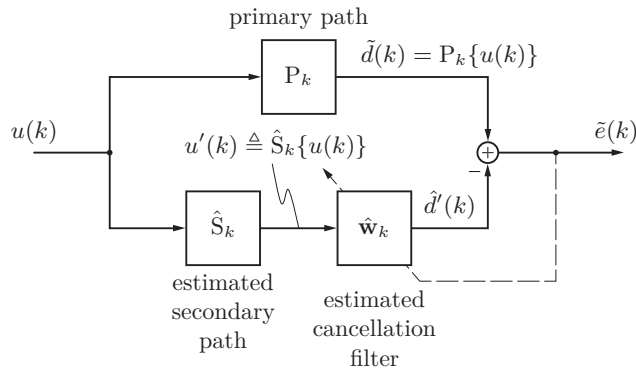 primary path
d̃(k) = P_k{u(k)}
P_k
u(k)
ẽ(k)
u′(k) ≜ Ŝ_k{u(k)}
+
−
Ŝ_k
ŵ_k
d̂′(k)
estimated
secondary
path
estimated
cancellation
filter